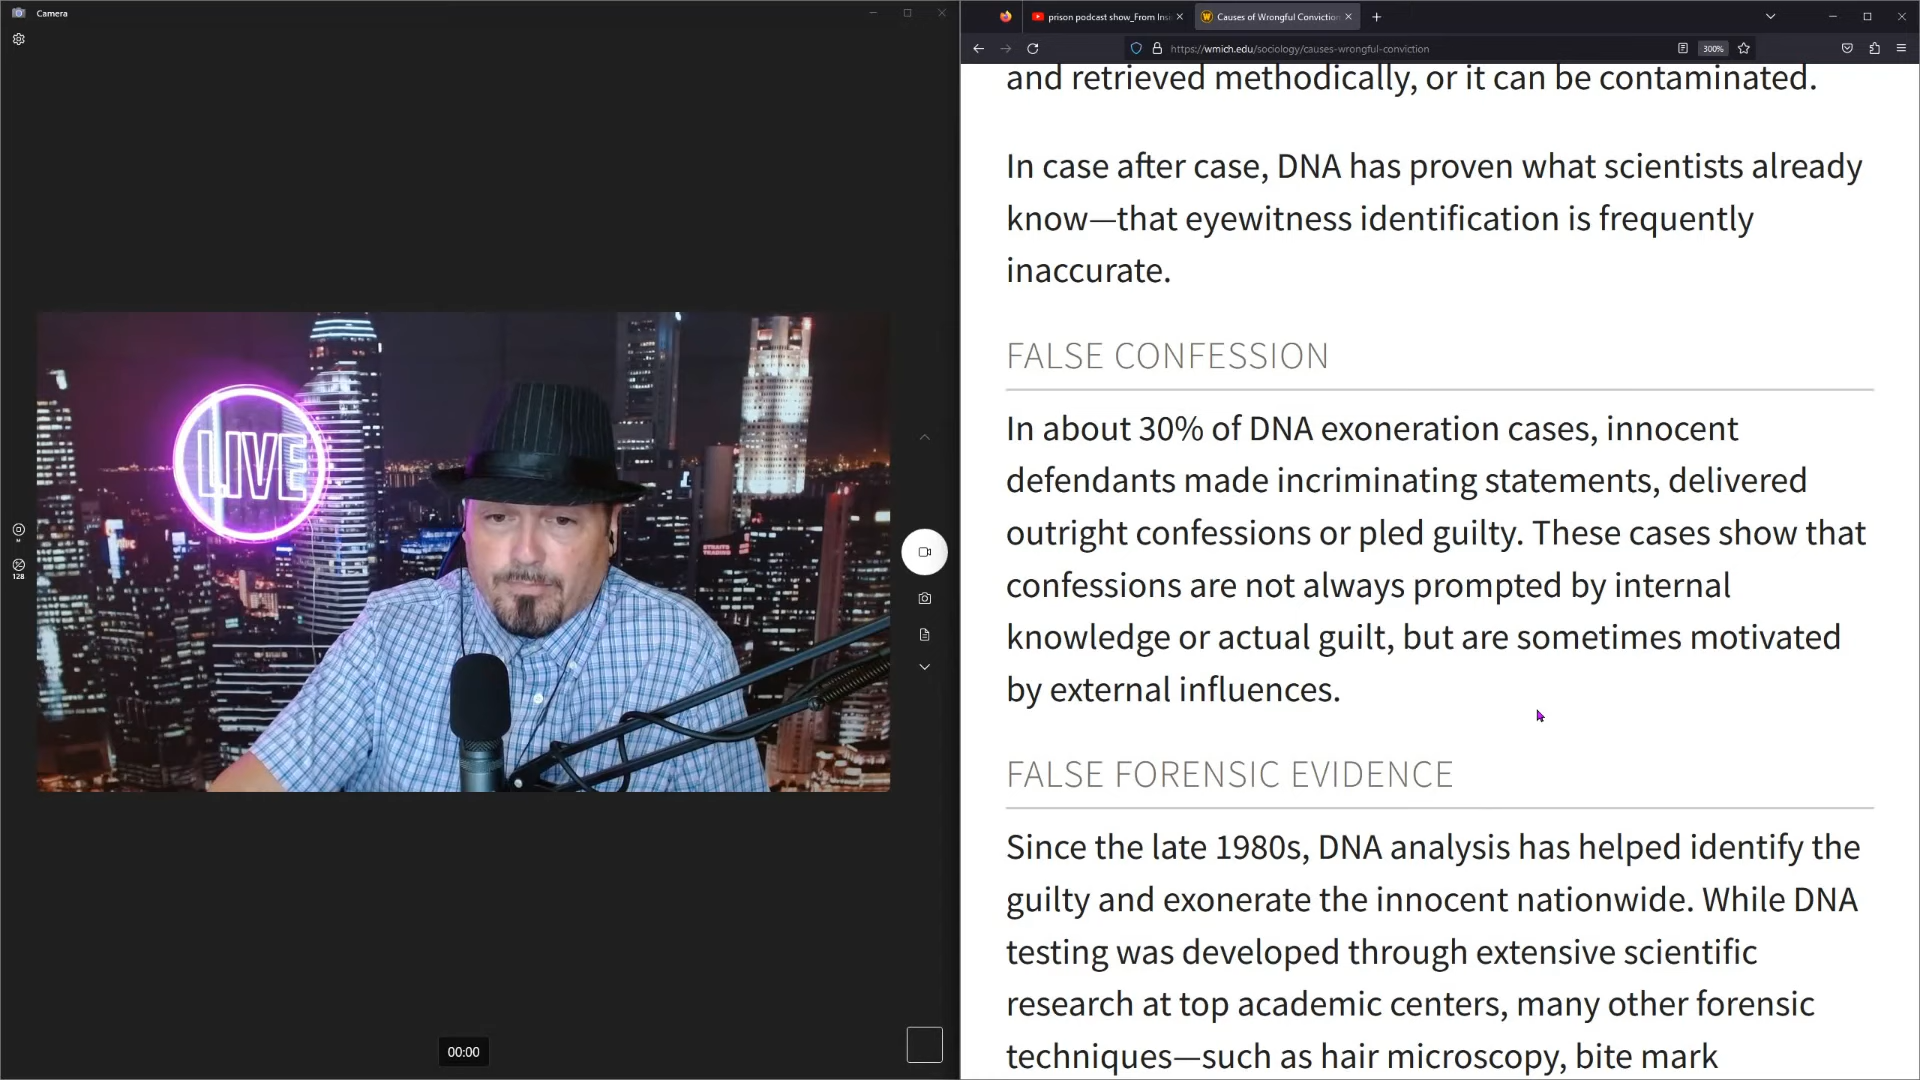 Camera
LIVE
STRAITS
TRADING
128
00:00
prison podcast show_From Insi
Causes of Wrongful Conviction
https://wmich.edu/sociology/causes-wrongful-conviction
300%
and retrieved methodically, or it can be contaminated.
In case after case, DNA has proven what scientists already
know—that eyewitness identification is frequently
inaccurate.
FALSE CONFESSION
In about 30% of DNA exoneration cases, innocent
defendants made incriminating statements, delivered
outright confessions or pled guilty. These cases show that
confessions are not always prompted by internal
knowledge or actual guilt, but are sometimes motivated
by external influences.
FALSE FORENSIC EVIDENCE
Since the late 1980s, DNA analysis has helped identify the
guilty and exonerate the innocent nationwide. While DNA
testing was developed through extensive scientific
research at top academic centers, many other forensic
techniques—such as hair microscopy, bite mark